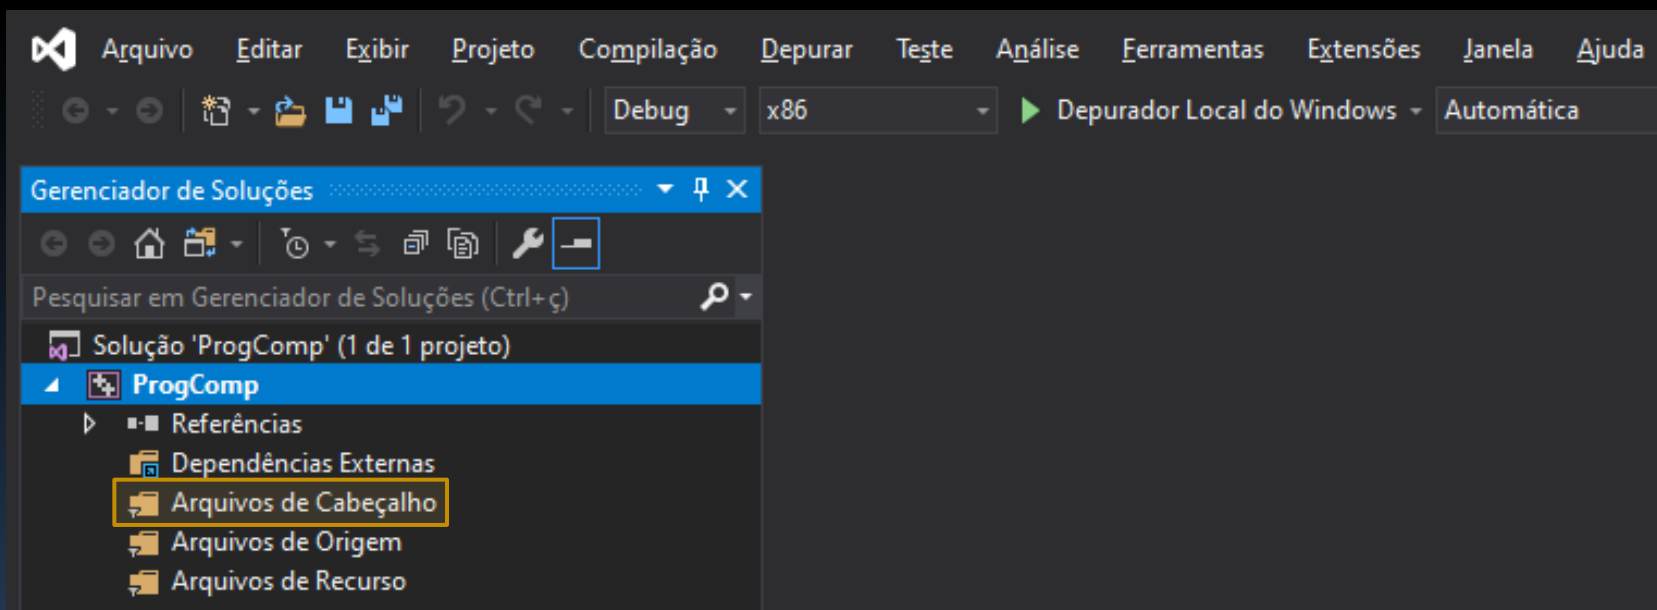 Arquivo Editar Exibir Projeto Compilação Depurar Teste Análise Ferramentas Extensões Janela Ajuda
Debug x86 Depurador Local do Windows Automática
Gerenciador de Soluções
Pesquisar em Gerenciador de Soluções (Ctrl+ç)
Solução 'ProgComp' (1 de 1 projeto)
ProgComp
Referências
Dependências Externas
Arquivos de Cabeçalho
Arquivos de Origem
Arquivos de Recurso